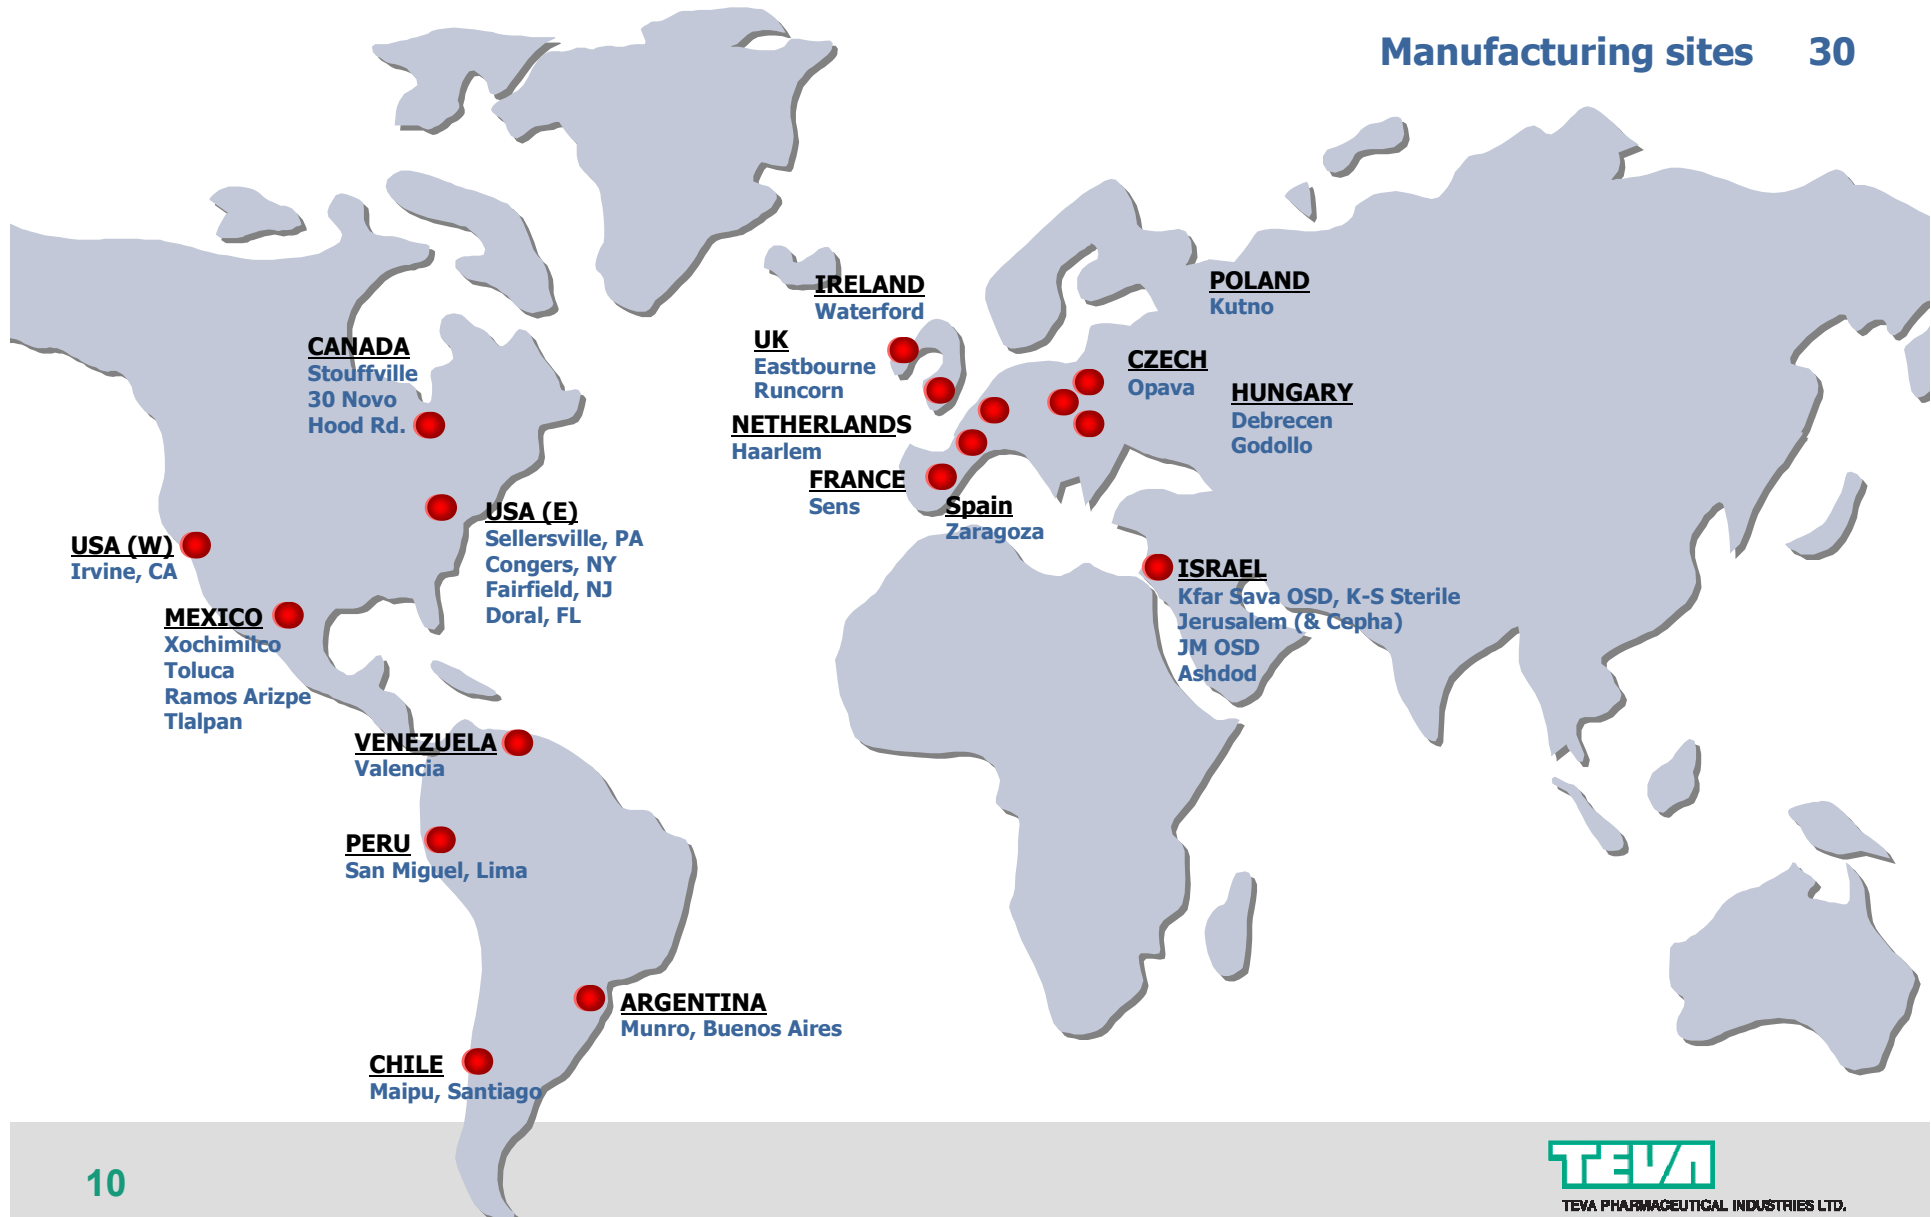 Manufacturing sites 30
IRELAND
Waterford
POLAND
Kutno
UK
Eastbourne
Runcorn
CANADA
Stouffville
30 Novo
Hood Rd.
CZECH
Opava
HUNGARY
Debrecen
Godollo
NETHERLANDS
Haarlem
FRANCE
Sens
Spain
Zaragoza
USA (E)
Sellersville, PA
Congers, NY
Fairfield, NJ
Doral, FL
USA (W)
Irvine, CA
ISRAEL
Kfar Sava OSD, K-S Sterile
Jerusalem (& Cepha)
JM OSD
Ashdod
MEXICO
Xochimilco
Toluca
Ramos Arizpe
Tlalpan
VENEZUELA
Valencia
PERU
San Miguel, Lima
ARGENTINA
Munro, Buenos Aires
CHILE
Maipu, Santiago
10
TEVA
TEVA PHARMACEUTICAL INDUSTRIES LTD.